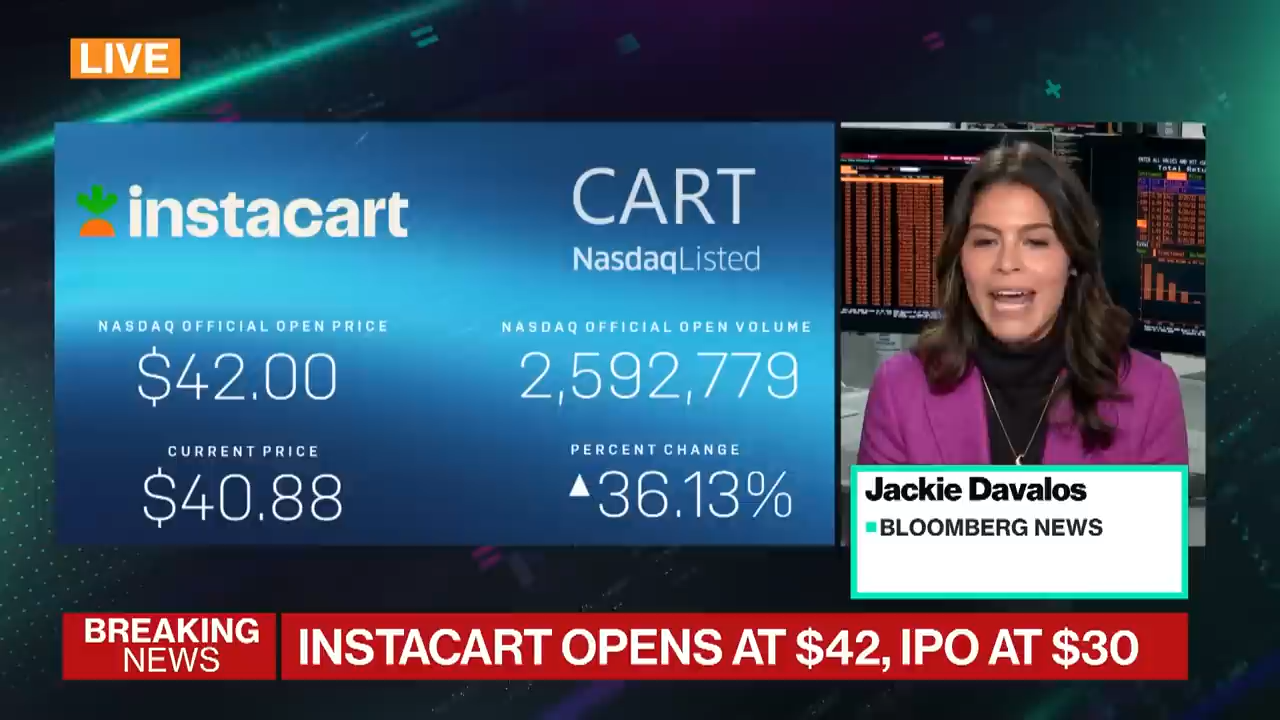 LIVE
instacart
CART
NasdaqListed
NASDAQ OFFICIAL OPEN PRICE
$42.00
NASDAQ OFFICIAL OPEN VOLUME
2,592,779
CURRENT PRICE
$40.88
PERCENT CHANGE
▲36.13%
Jackie Davalos
BLOOMBERG NEWS
BREAKING
NEWS
INSTACART OPENS AT $42, IPO AT $30